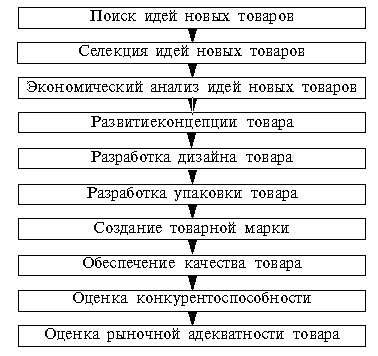 Поиск идей новых товаров
Селекция идей новых товаров
Экономический анализ идей новых товаров
Развитиеконцепции товара
Разработка дизайна товара
Разработка упаковки товара
Создание товарной марки
Обеспечение качества товара
Оценка конкурентоспособности
Оценка рыночной адекватности товара